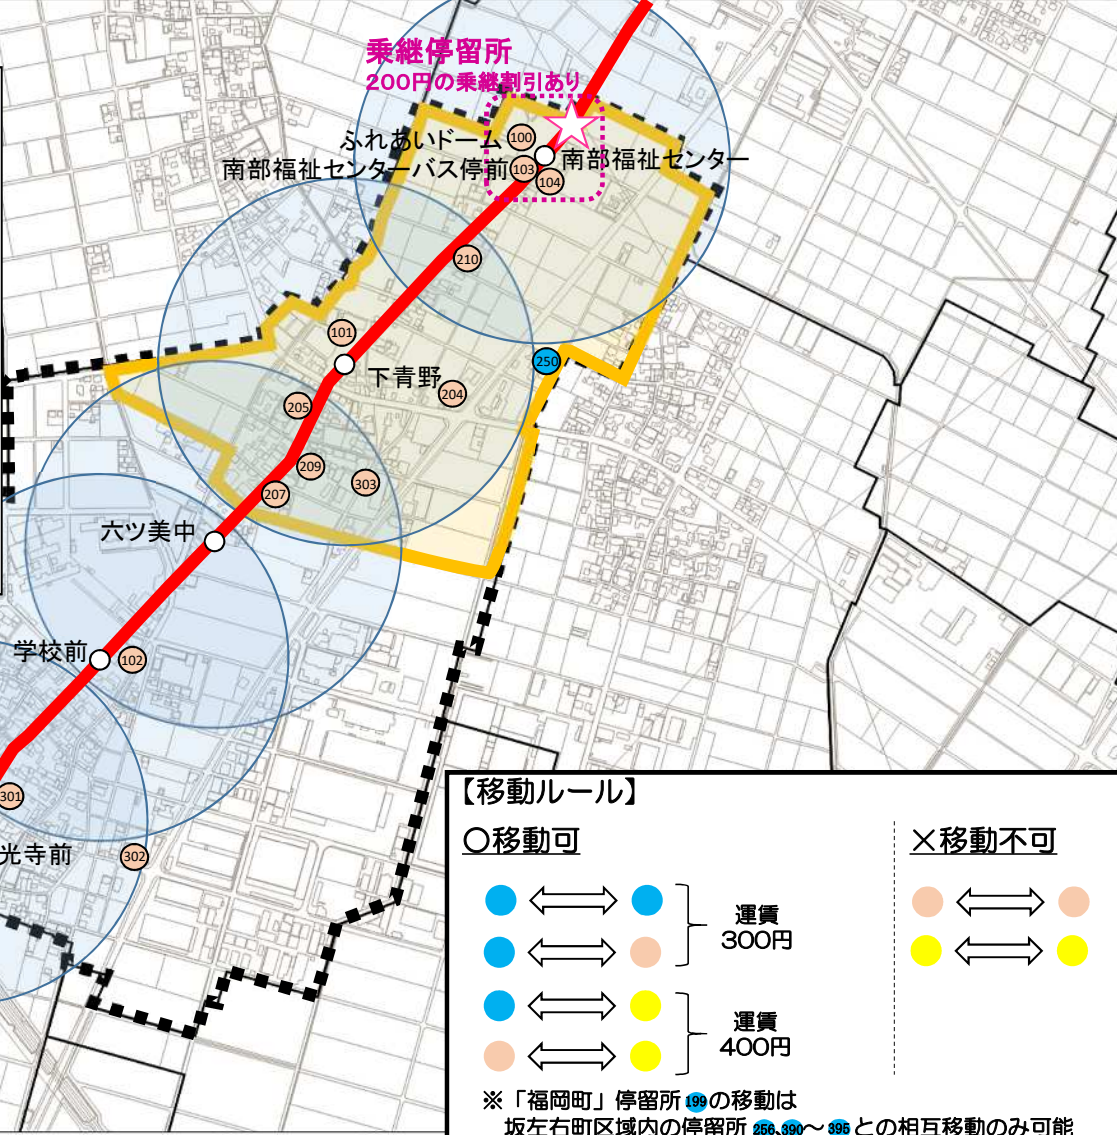 乗継停留所
200円の乗継割引あり
ふれあいドーム
100
南部福祉センター
南部福祉センターバス停前
103
104
210
101
250
下青野
204
205
209
303
207
六ツ美中
学校前
102
301
光寺前
302
【移動ルール】
〇移動可
×移動不可
運賃
300円
運賃
400円
※「福岡町」停留所199の移動は
坂左右町区域内の停留所256,390～395との相互移動のみ可能